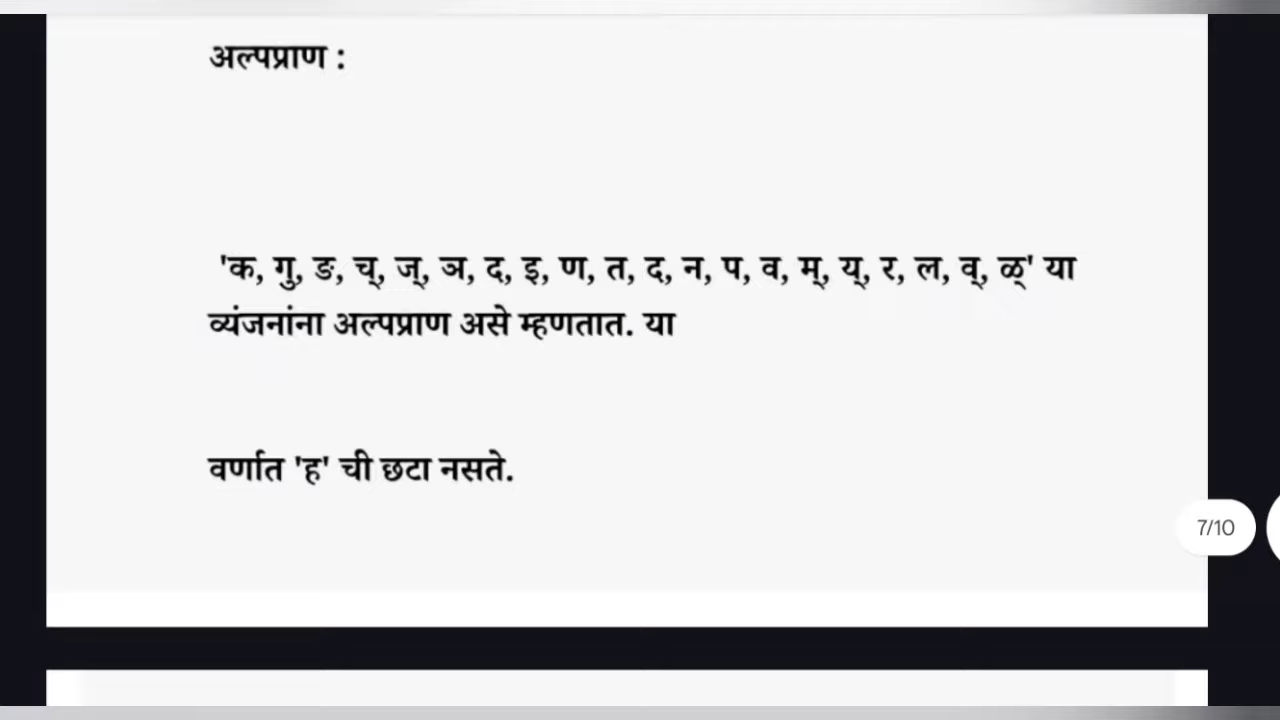 अल्पप्राण :
'क, गु, ङ, च्, ज्, ञ, द, इ, ण, त, द, न, प, व, म्, य्, र, ल, व्, ळ्' या
व्यंजनांना अल्पप्राण असे म्हणतात. या
वर्णात 'ह' ची छटा नसते.
7/10